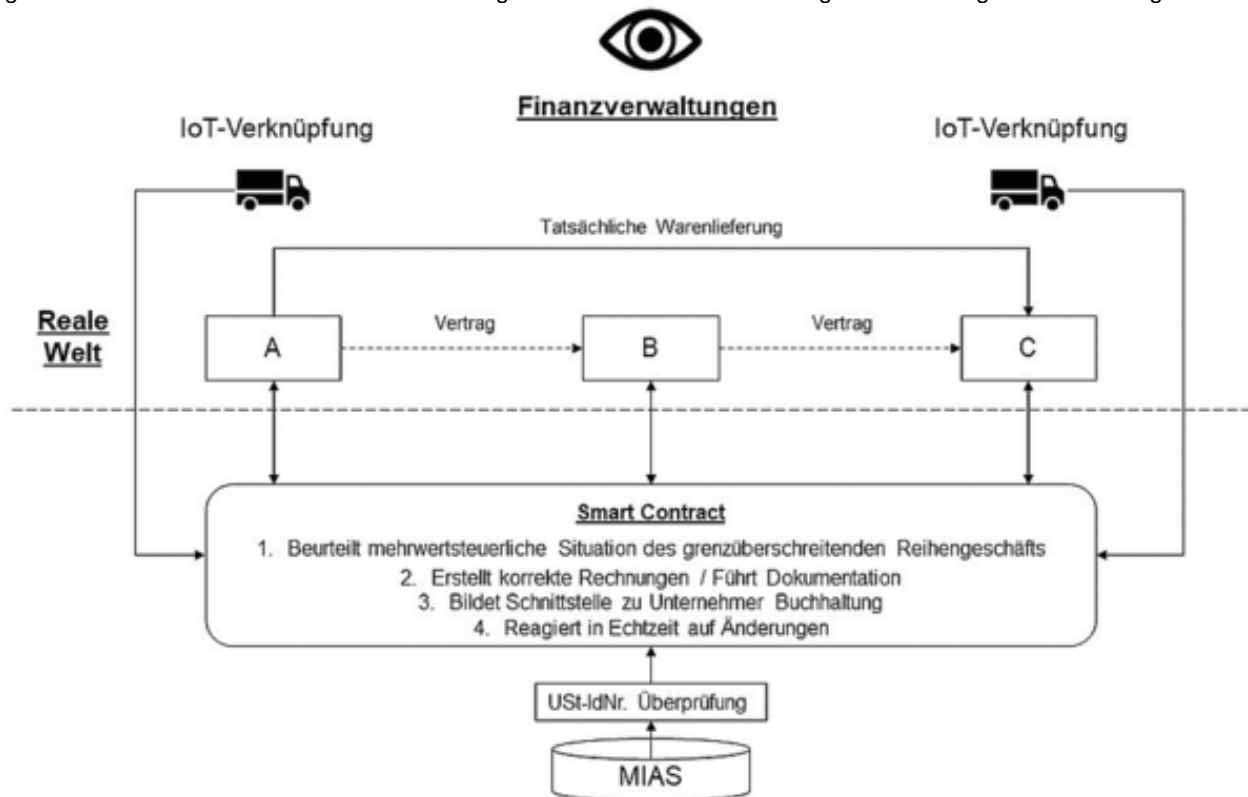 Finanzverwaltungen
IoT-Verknüpfung
IoT-Verknüpfung
Tatsächliche Warenlieferung
Reale
Welt
A
Vertrag
B
Vertrag
C
Smart Contract
1. Beurteilt mehrwertsteuerliche Situation des grenzüberschreitenden Reihengeschäfts
2. Erstellt korrekte Rechnungen / Führt Dokumentation
3. Bildet Schnittstelle zu Unternehmer Buchhaltung
4. Reagiert in Echtzeit auf Änderungen
USt-IdNr. Überprüfung
MIAS